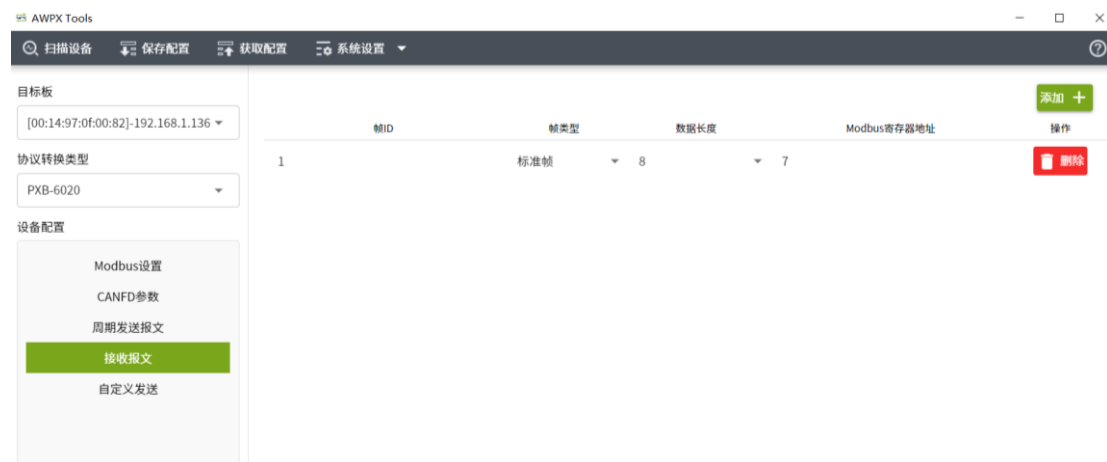 AWPX Tools
扫描设备 保存配置 获取配置 系统设置
目标板
添加
[00:14:97:0f:00:82]-192.168.1.136
帧ID 帧类型 数据长度 Modbus寄存器地址 操作
协议转换类型
1 标准帧 8 7 删除
PXB-6020
设备配置
Modbus设置
CANFD参数
周期发送报文
接收报文
自定义发送